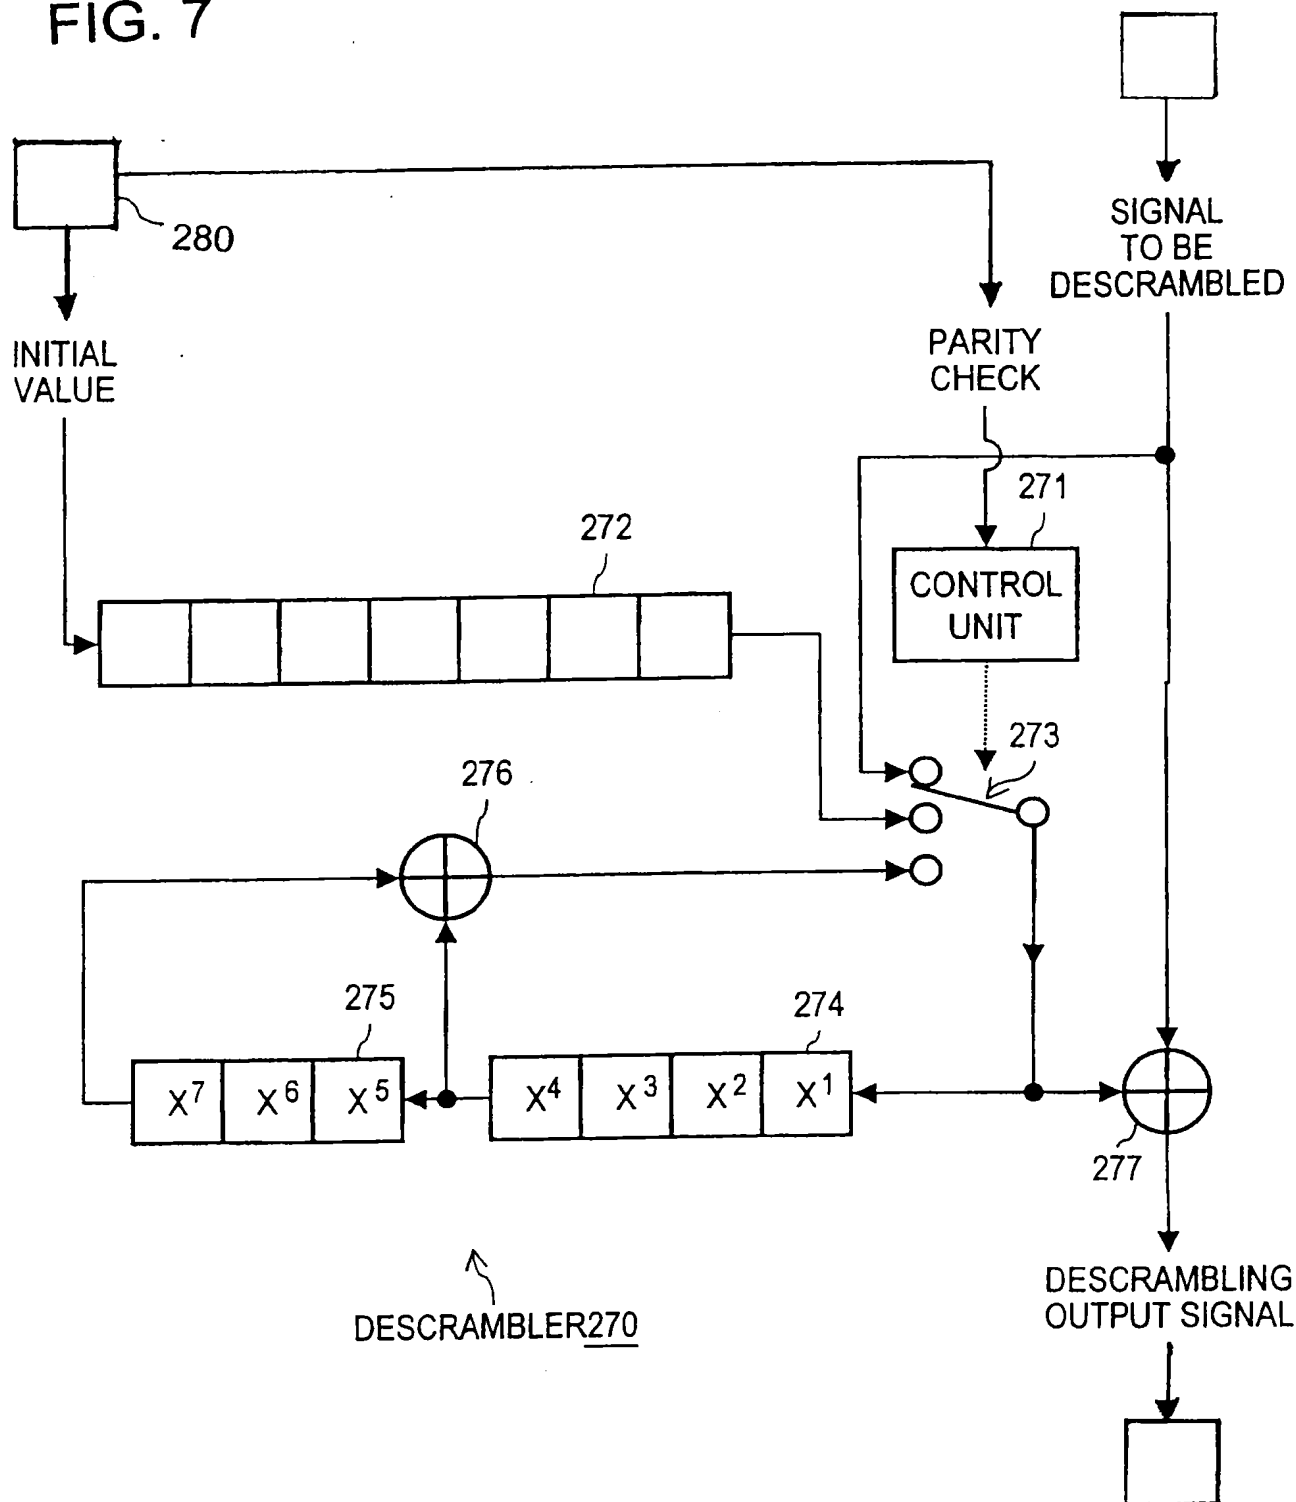 FIG. 7
280
SIGNAL
TO BE
DESCRAMBLED
INITIAL
VALUE
PARITY
CHECK
271
272
CONTROL
UNIT
273
276
275
274
X7 X6 X5
X4 X3 X2 X1
277
DESCRAMBLING
OUTPUT SIGNAL
DESCRAMBLER270